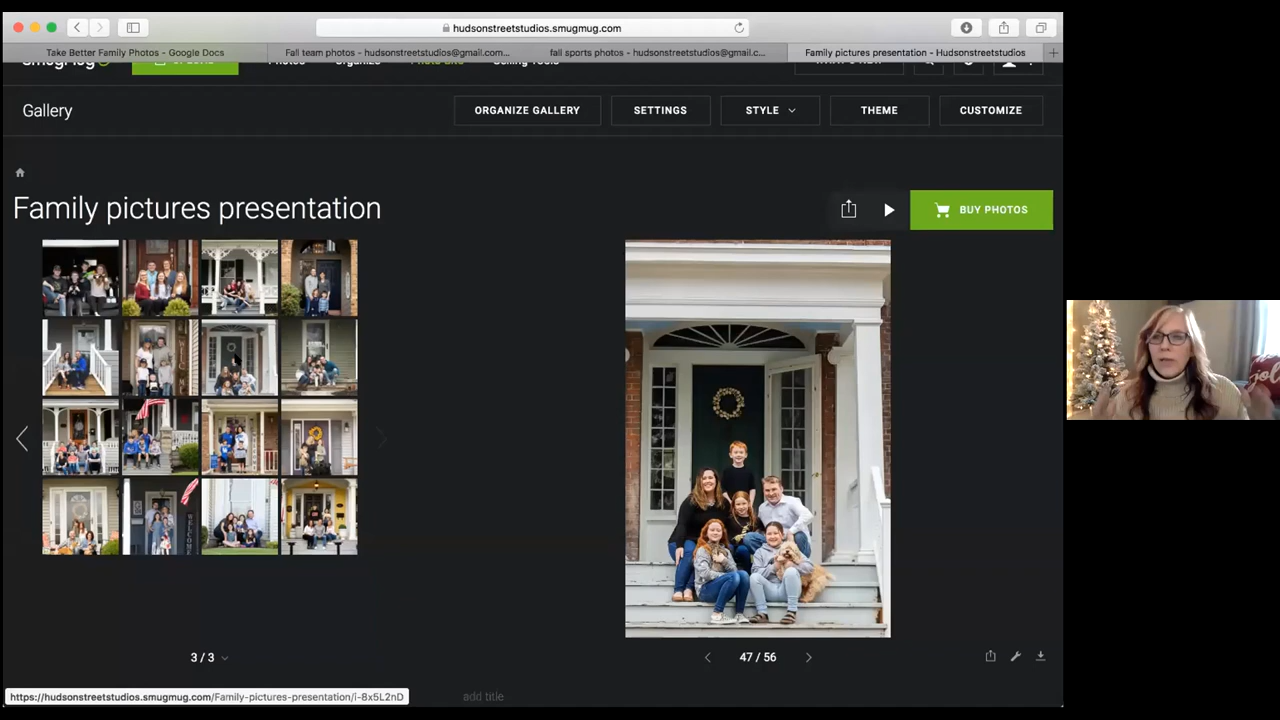 hudsonstreetstudios.smugmug.com
Take Better Family Photos - Google Docs
Fall team photos - hudsonstreetstudios@gmail.com...
fall sports photos - hudsonstreetstudios@gmail.c...
Family pictures presentation - Hudsonstreetstudios
Gallery
ORGANIZE GALLERY
SETTINGS
STYLE
THEME
CUSTOMIZE
Family pictures presentation
BUY PHOTOS
WELCOME
WELCOME
3 / 3
47 / 56
https://hudsonstreetstudios.smugmug.com/Family-pictures-presentation/i-8x5L2nD
add title